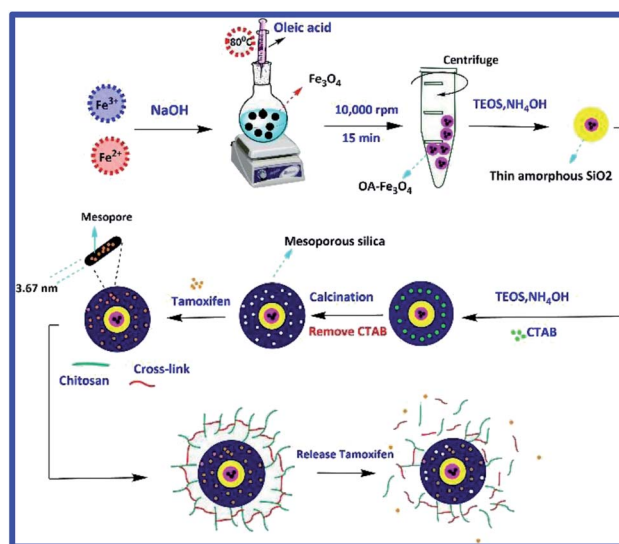 Fe3+
Fe2+
NaOH
80°C
Oleic acid
Fe3O4
10,000 rpm
15 min
Centrifuge
OA-Fe3O4
TEOS,NH4OH
Thin amorphous SiO2
Mesopore
3.67 nm
Tamoxifen
Mesoporous silica
Calcination
Remove CTAB
TEOS,NH4OH
CTAB
Chitosan
Cross-link
Release Tamoxifen